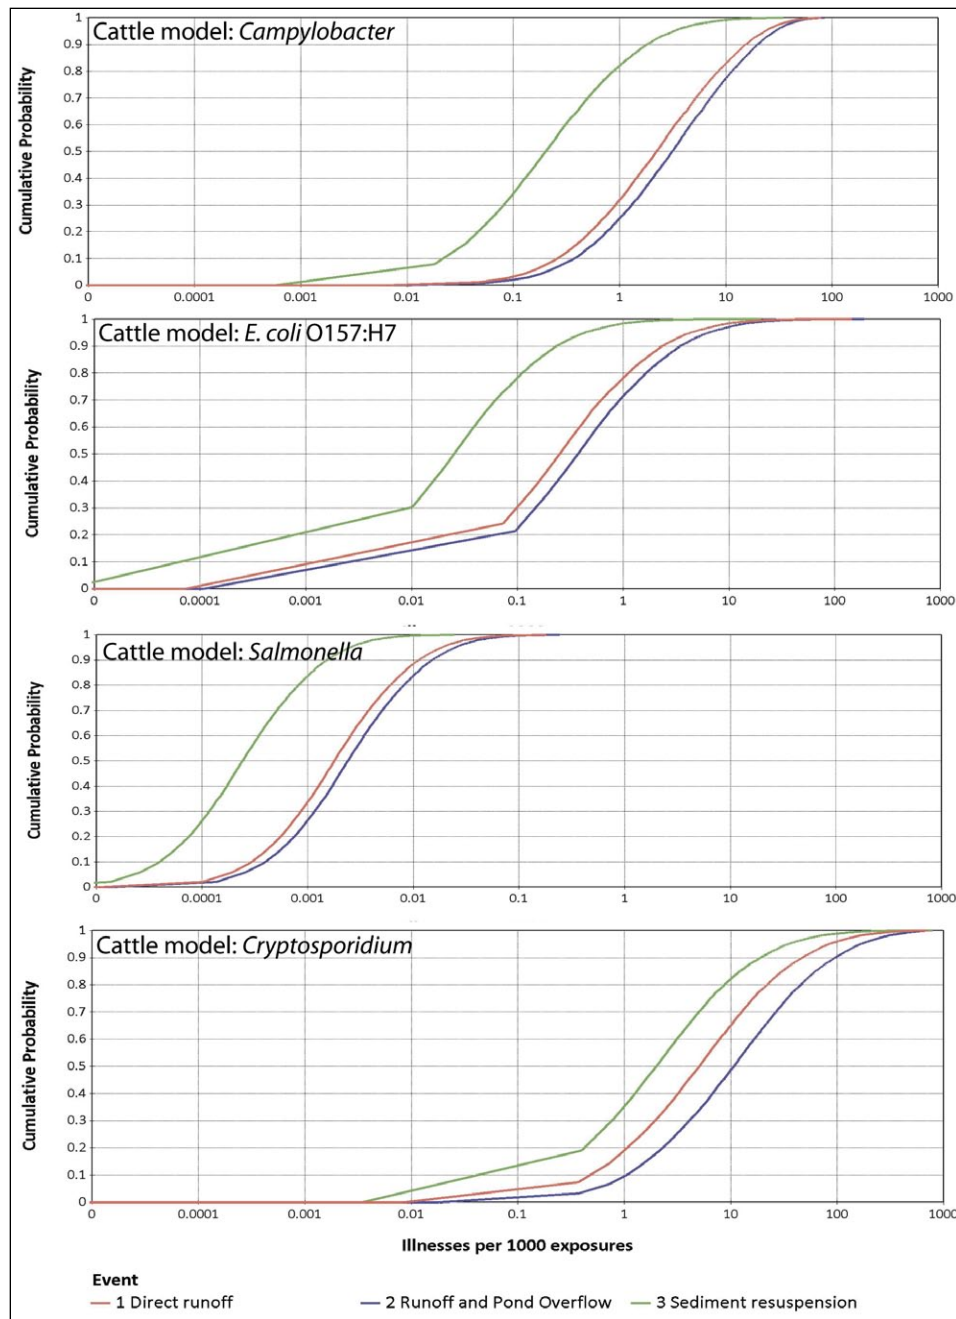 Cattle model: Campylobacter
Cumulative Probability
1
0.9
0.8
0.7
0.6
0.5
0.4
0.3
0.2
0.1
0
0 0.0001 0.001 0.01 0.1 1 10 100 1000
Cattle model: E. coli O157:H7
Cumulative Probability
1
0.9
0.8
0.7
0.6
0.5
0.4
0.3
0.2
0.1
0
0 0.0001 0.001 0.01 0.1 1 10 100 1000
Cattle model: Salmonella
Cumulative Probability
1
0.9
0.8
0.7
0.6
0.5
0.4
0.3
0.2
0.1
0
0 0.0001 0.001 0.01 0.1 1 10 100 1000
Cattle model: Cryptosporidium
Cumulative Probability
1
0.9
0.8
0.7
0.6
0.5
0.4
0.3
0.2
0.1
0
0 0.0001 0.001 0.01 0.1 1 10 100 1000
Illnesses per 1000 exposures
Event
1 Direct runoff 2 Runoff and Pond Overflow 3 Sediment resuspension